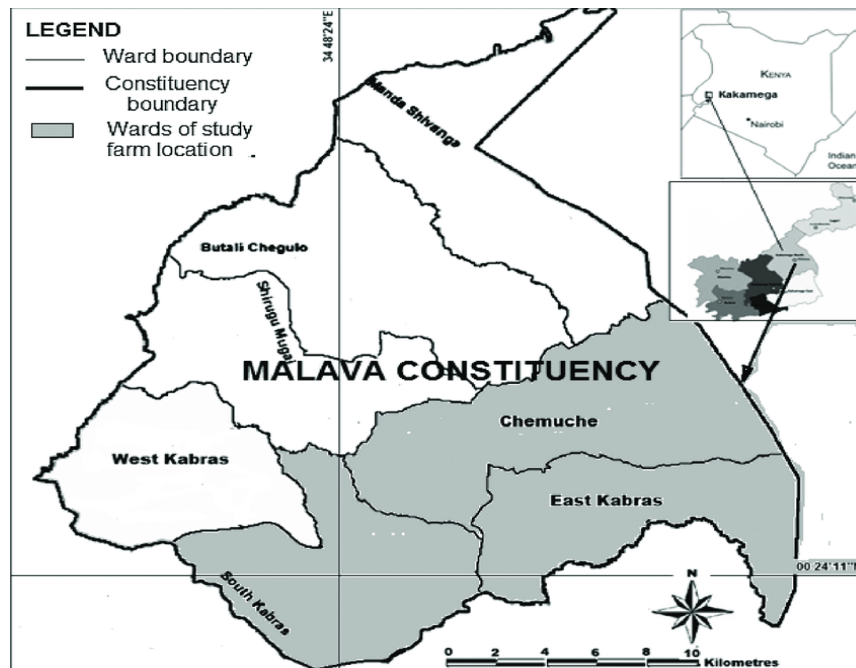 LEGEND
Ward boundary
Constituency
boundary
Wards of study
farm location
34 48'24"E
Manda Shivanga
KENYA
Kakamega
Nairobi
Indian
Ocean
Butali Chegulo
Shirugu Mugai
MALAVA CONSTITUENCY
Chemuche
West Kabras
East Kabras
South Kabras
00 24'11"N
N
0 2 4 6 8 10
Kilometres